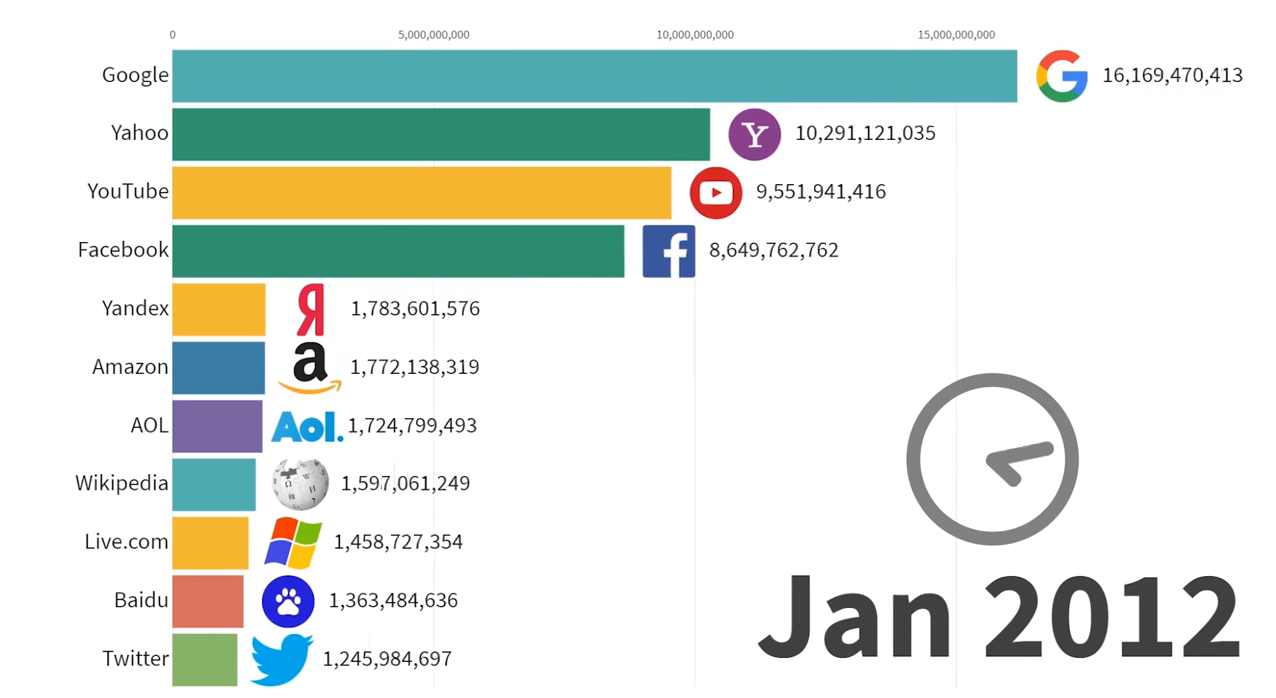 0 5,000,000,000 10,000,000,000 15,000,000,000
Google 16,169,470,413
Yahoo Y 10,291,121,035
YouTube 9,551,941,416
Facebook f 8,649,762,762
Yandex Я 1,783,601,576
Amazon a 1,772,138,319
AOL Aol. 1,724,799,493
Wikipedia 1,597,061,249
Live.com 1,458,727,354
Baidu 1,363,484,636
Twitter 1,245,984,697
Jan 2012